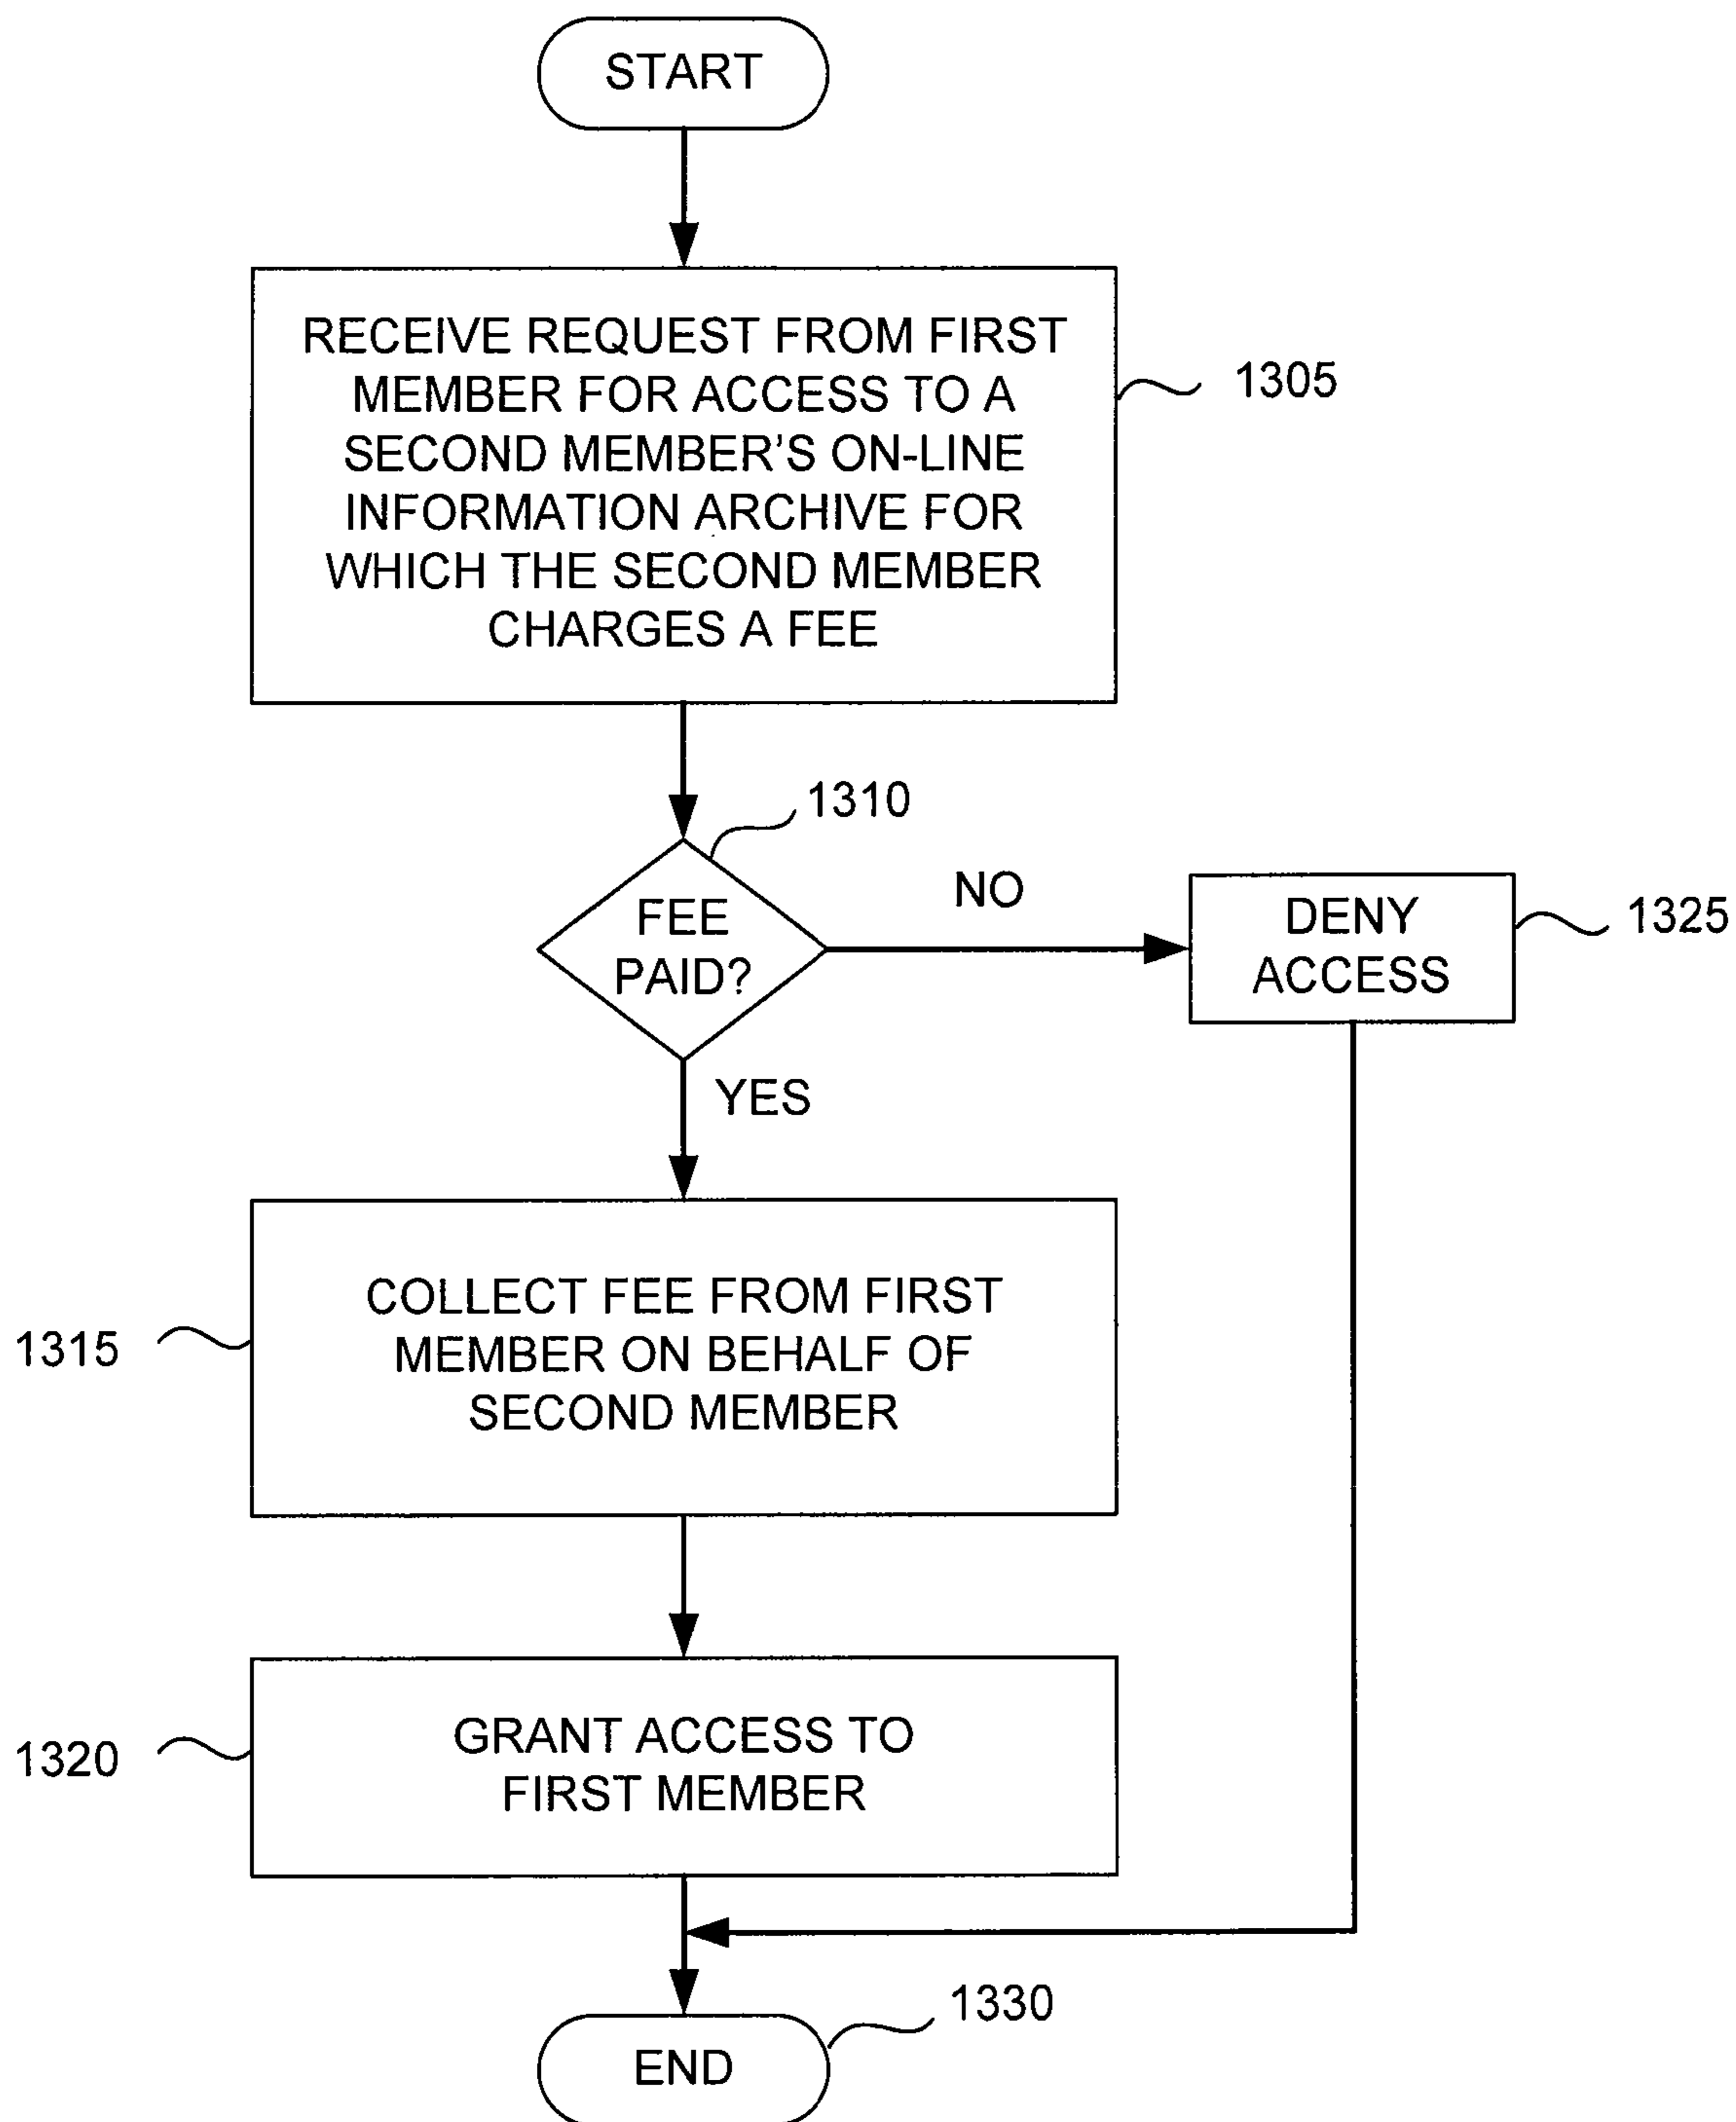 START
RECEIVE REQUEST FROM FIRST
MEMBER FOR ACCESS TO A
SECOND MEMBER'S ON-LINE
INFORMATION ARCHIVE FOR
WHICH THE SECOND MEMBER
CHARGES A FEE
1305
1310
FEE
PAID?
NO
DENY
ACCESS
1325
YES
COLLECT FEE FROM FIRST
MEMBER ON BEHALF OF
SECOND MEMBER
1315
GRANT ACCESS TO
FIRST MEMBER
1320
1330
END